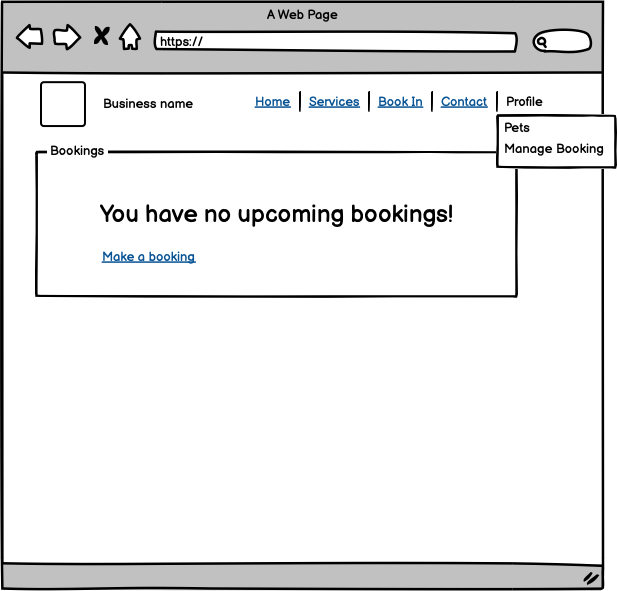 A Web Page
https://
Business name
Home Services Book In Contact Profile
Pets
Manage Booking
Bookings
You have no upcoming bookings!
Make a booking